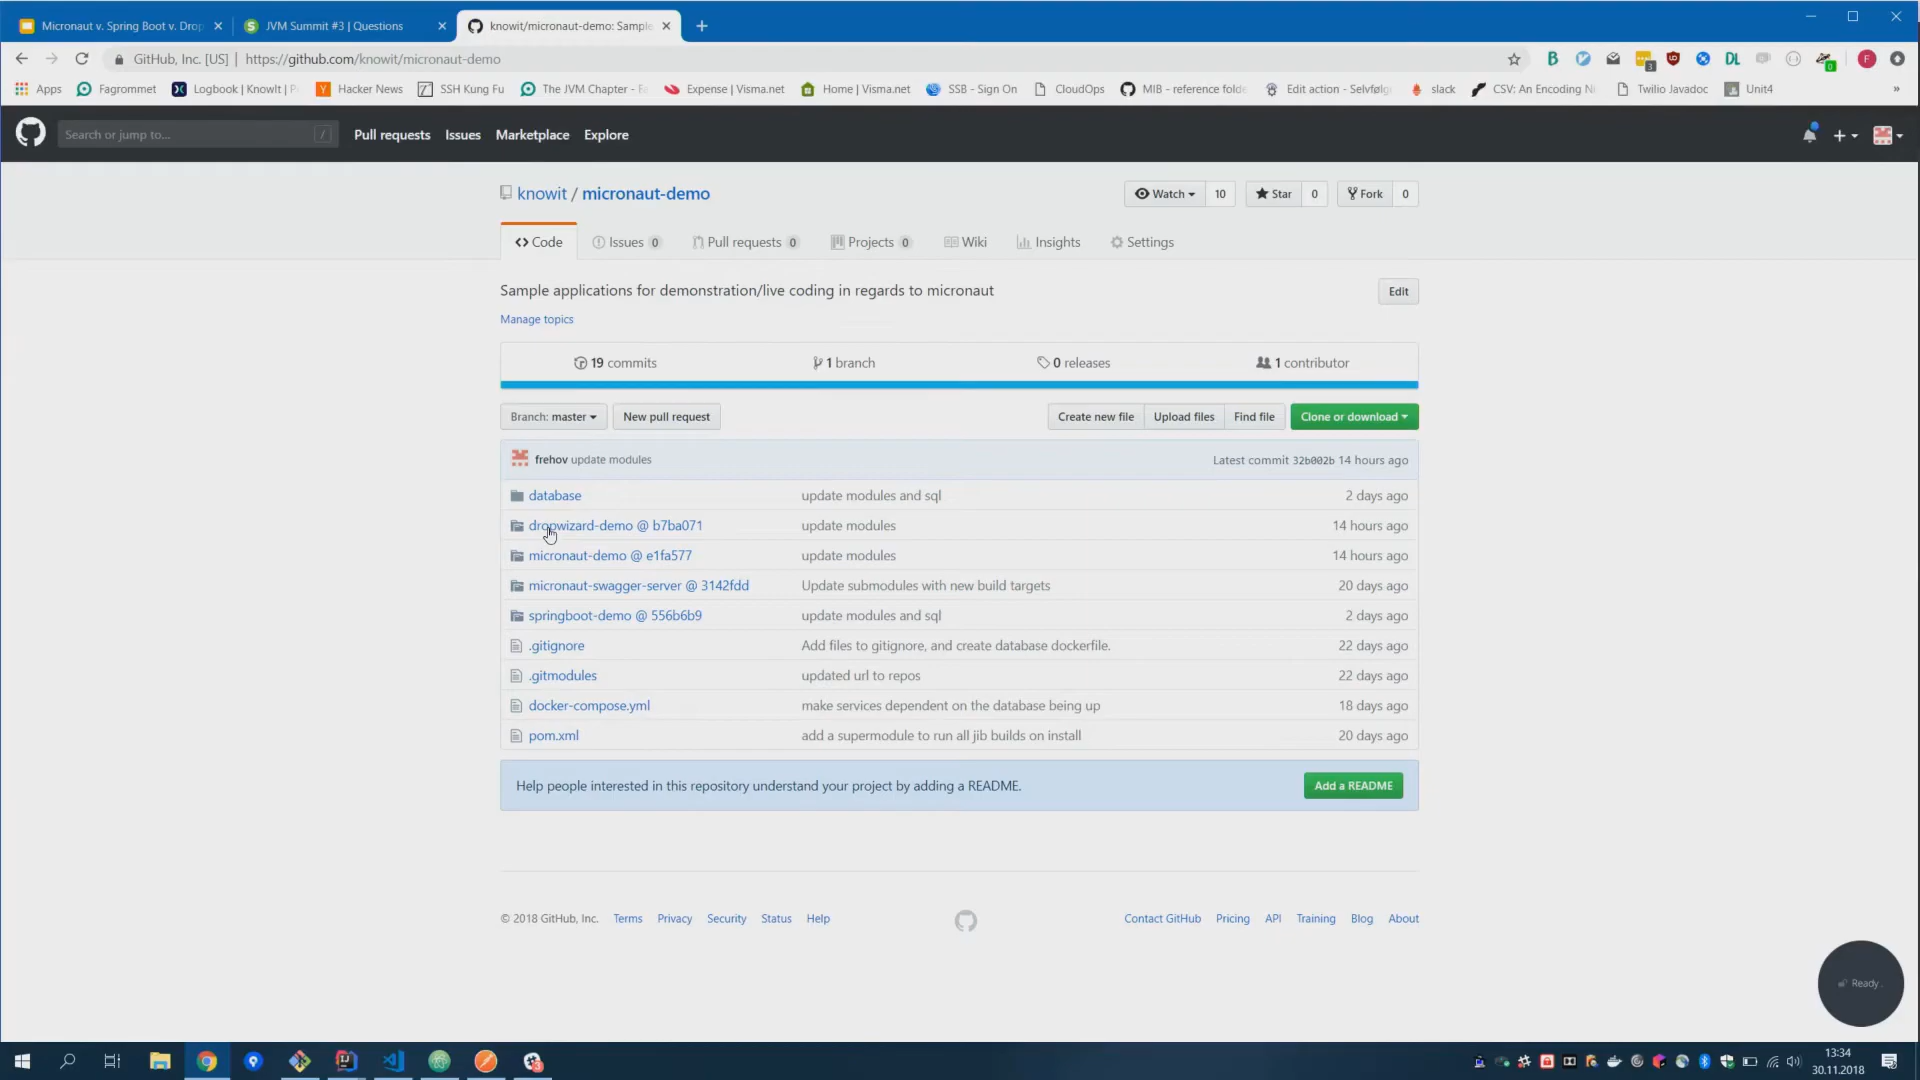 Micronaut v. Spring Boot v. Drop
JVM Summit #3 | Questions
knowit/micronaut-demo: Sample
GitHub, Inc. [US] | https://github.com/knowit/micronaut-demo
Apps
Fagrommet
Logbook | KnowIt | P
Hacker News
SSH Kung Fu
The JVM Chapter - Fa
Expense | Visma.net
Home | Visma.net
SSB - Sign On
CloudOps
MIB - reference folde
Edit action - Selvfølge
slack
CSV: An Encoding N
Twilio Javadoc
Unit4
»
Search or jump to...
/
Pull requests
Issues
Marketplace
Explore
knowit / micronaut-demo
Watch 10
Star 0
Fork 0
Code
Issues 0
Pull requests 0
Projects 0
Wiki
Insights
Settings
Sample applications for demonstration/live coding in regards to micronaut
Edit
Manage topics
19 commits
1 branch
0 releases
1 contributor
Branch: master
New pull request
Create new file
Upload files
Find file
Clone or download
frehov update modules
Latest commit 32b002b 14 hours ago
database update modules and sql 2 days ago
dropwizard-demo @ b7ba071 update modules 14 hours ago
micronaut-demo @ e1fa577 update modules 14 hours ago
micronaut-swagger-server @ 3142fdd Update submodules with new build targets 20 days ago
springboot-demo @ 556b6b9 update modules and sql 2 days ago
.gitignore Add files to gitignore, and create database dockerfile. 22 days ago
.gitmodules updated url to repos 22 days ago
docker-compose.yml make services dependent on the database being up 18 days ago
pom.xml add a supermodule to run all jib builds on install 20 days ago
Help people interested in this repository understand your project by adding a README.
Add a README
© 2018 GitHub, Inc.
Terms
Privacy
Security
Status
Help
Contact GitHub
Pricing
API
Training
Blog
About
Ready
13:34
30.11.2018